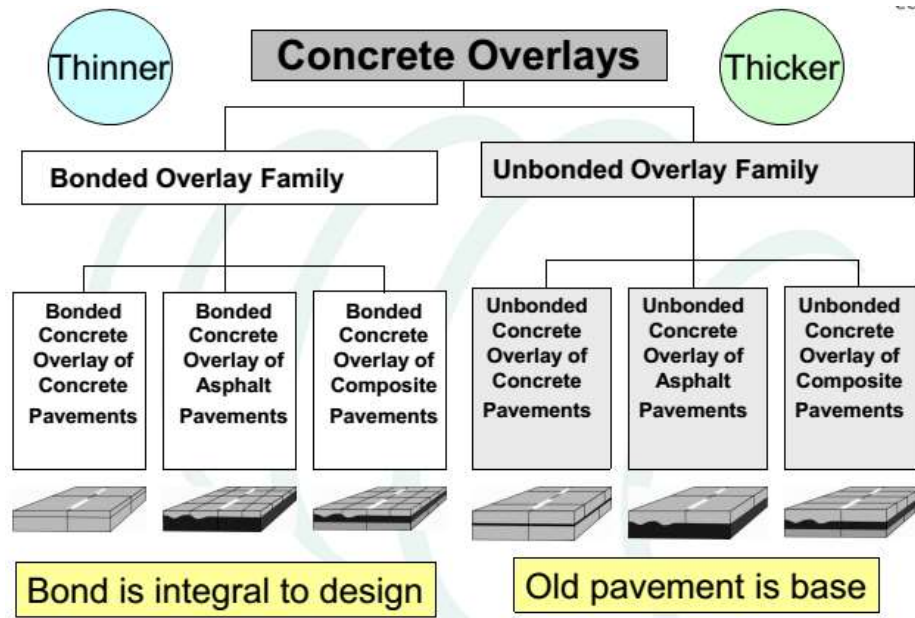 Thinner
Concrete Overlays
Thicker
Bonded Overlay Family
Unbonded Overlay Family
Bonded
Concrete
Overlay of
Concrete
Pavements
Bonded
Concrete
Overlay of
Asphalt
Pavements
Bonded
Concrete
Overlay of
Composite
Pavements
Unbonded
Concrete
Overlay of
Concrete
Pavements
Unbonded
Concrete
Overlay of
Asphalt
Pavements
Unbonded
Concrete
Overlay of
Composite
Pavements
Bond is integral to design
Old pavement is base